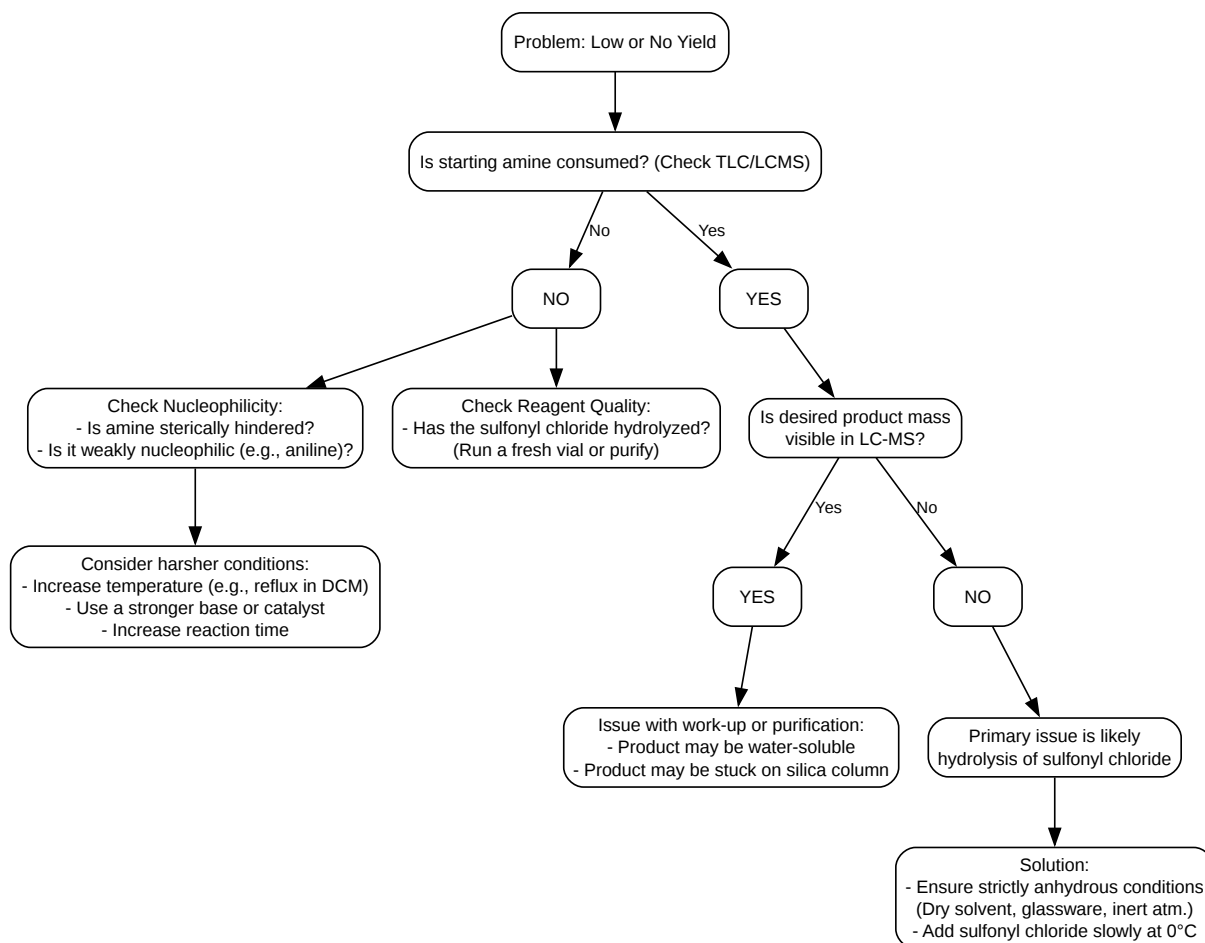 Problem: Low or No Yield
Is starting amine consumed? (Check TLC/LCMS)
No
Yes
NO
YES
Check Nucleophilicity:
- Is amine sterically hindered?
- Is it weakly nucleophilic (e.g., aniline)?
Check Reagent Quality:
- Has the sulfonyl chloride hydrolyzed?
(Run a fresh vial or purify)
Is desired product mass
visible in LC-MS?
Yes
No
Consider harsher conditions:
- Increase temperature (e.g., reflux in DCM)
- Use a stronger base or catalyst
- Increase reaction time
YES
NO
Issue with work-up or purification:
- Product may be water-soluble
- Product may be stuck on silica column
Primary issue is likely
hydrolysis of sulfonyl chloride
Solution:
- Ensure strictly anhydrous conditions
(Dry solvent, glassware, inert atm.)
- Add sulfonyl chloride slowly at 0°C